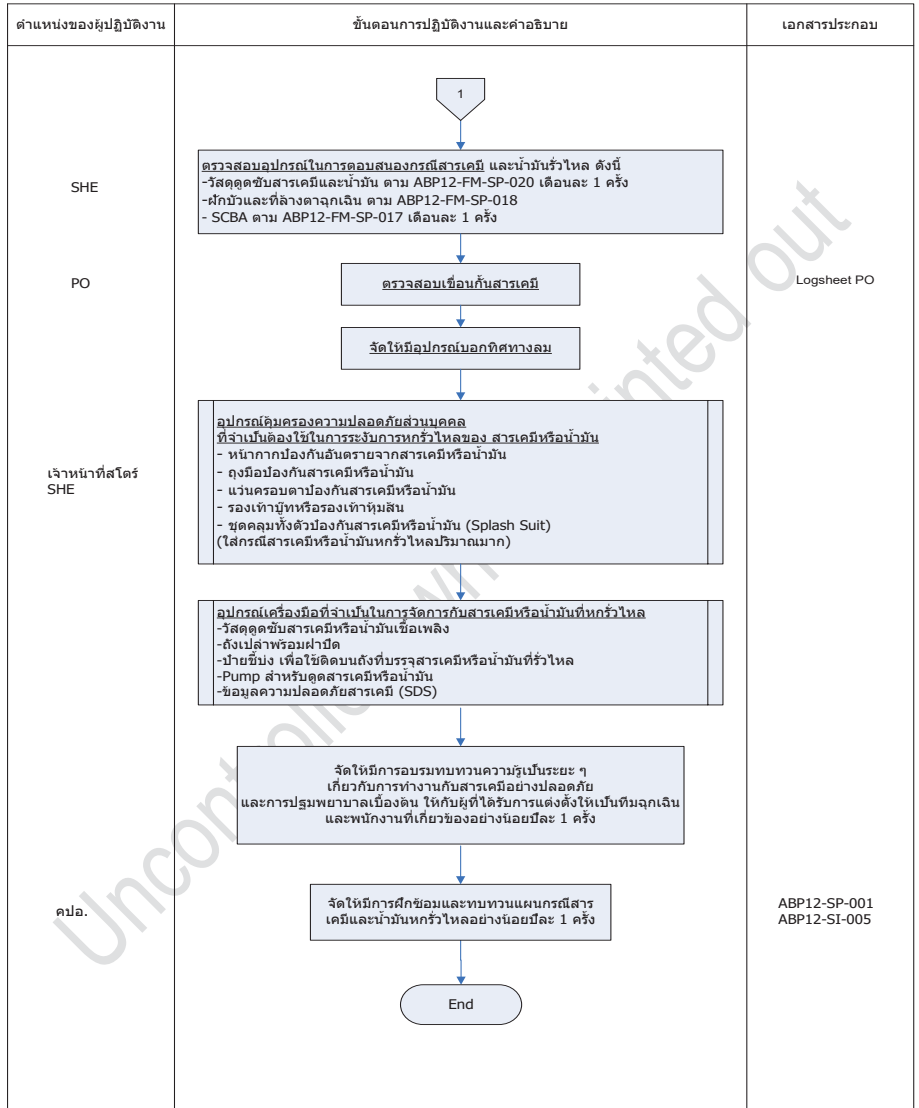 ตำแหน่งของผู้ปฏิบัติงาน
ขั้นตอนการปฏิบัติงานและคำอธิบาย
เอกสารประกอบ
1
SHE
ตรวจสอบอุปกรณ์ในการตอบสนองกรณีสารเคมี และน้ำมันรั่วไหล ดังนี้
-วัสดุดูดซับสารเคมีและน้ำมัน ตาม ABP12-FM-SP-020 เดือนละ 1 ครั้ง
-ฝักบัวและที่ล้างตาฉุกเฉิน ตาม ABP12-FM-SP-018
- SCBA ตาม ABP12-FM-SP-017 เดือนละ 1 ครั้ง
PO
ตรวจสอบเขื่อนกั้นสารเคมี
Logsheet PO
จัดให้มีอุปกรณ์บอกทิศทางลม
เจ้าหน้าที่สโตร์
SHE
อุปกรณ์คุ้มครองความปลอดภัยส่วนบุคคล
ที่จำเป็นต้องใช้ในการระงับการหกรั่วไหลของ สารเคมีหรือน้ำมัน
- หน้ากากป้องกันอันตรายจากสารเคมีหรือน้ำมัน
- ถุงมือป้องกันสารเคมีหรือน้ำมัน
- แว่นครอบตาป้องกันสารเคมีหรือน้ำมัน
- รองเท้าบู๊ทหรือรองเท้าหุ้มส้น
- ชุดคลุมทั้งตัวป้องกันสารเคมีหรือน้ำมัน (Splash Suit)
(ใส่กรณีสารเคมีหรือน้ำมันหกรั่วไหลปริมาณมาก)
อุปกรณ์เครื่องมือที่จำเป็นในการจัดการกับสารเคมีหรือน้ำมันที่หกรั่วไหล
-วัสดุดูดซับสารเคมีหรือน้ำมันเชื้อเพลิง
-ถังเปล่าพร้อมฝาปิด
-ป้ายชี้บ่ง เพื่อใช้ติดบนถังที่บรรจุสารเคมีหรือน้ำมันที่รั่วไหล
-Pump สำหรับดูดสารเคมีหรือน้ำมัน
-ข้อมูลความปลอดภัยสารเคมี (SDS)
จัดให้มีการอบรมทบทวนความรู้เป็นระยะ ๆ
เกี่ยวกับการทำงานกับสารเคมีอย่างปลอดภัย
และการปฐมพยาบาลเบื้องต้น ให้กับผู้ที่ได้รับการแต่งตั้งให้เป็นทีมฉุกเฉิน
และพนักงานที่เกี่ยวข้องอย่างน้อยปีละ 1 ครั้ง
คปอ.
จัดให้มีการฝึกซ้อมและทบทวนแผนกรณีสาร
เคมีและน้ำมันหกรั่วไหลอย่างน้อยปีละ 1 ครั้ง
ABP12-SP-001
ABP12-SI-005
End